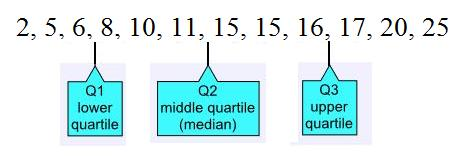 2, 5, 6, 8, 10, 11, 15, 15, 16, 17, 20, 25
Q1
lower
quartile
Q2
middle quartile
(median)
Q3
upper
quartile